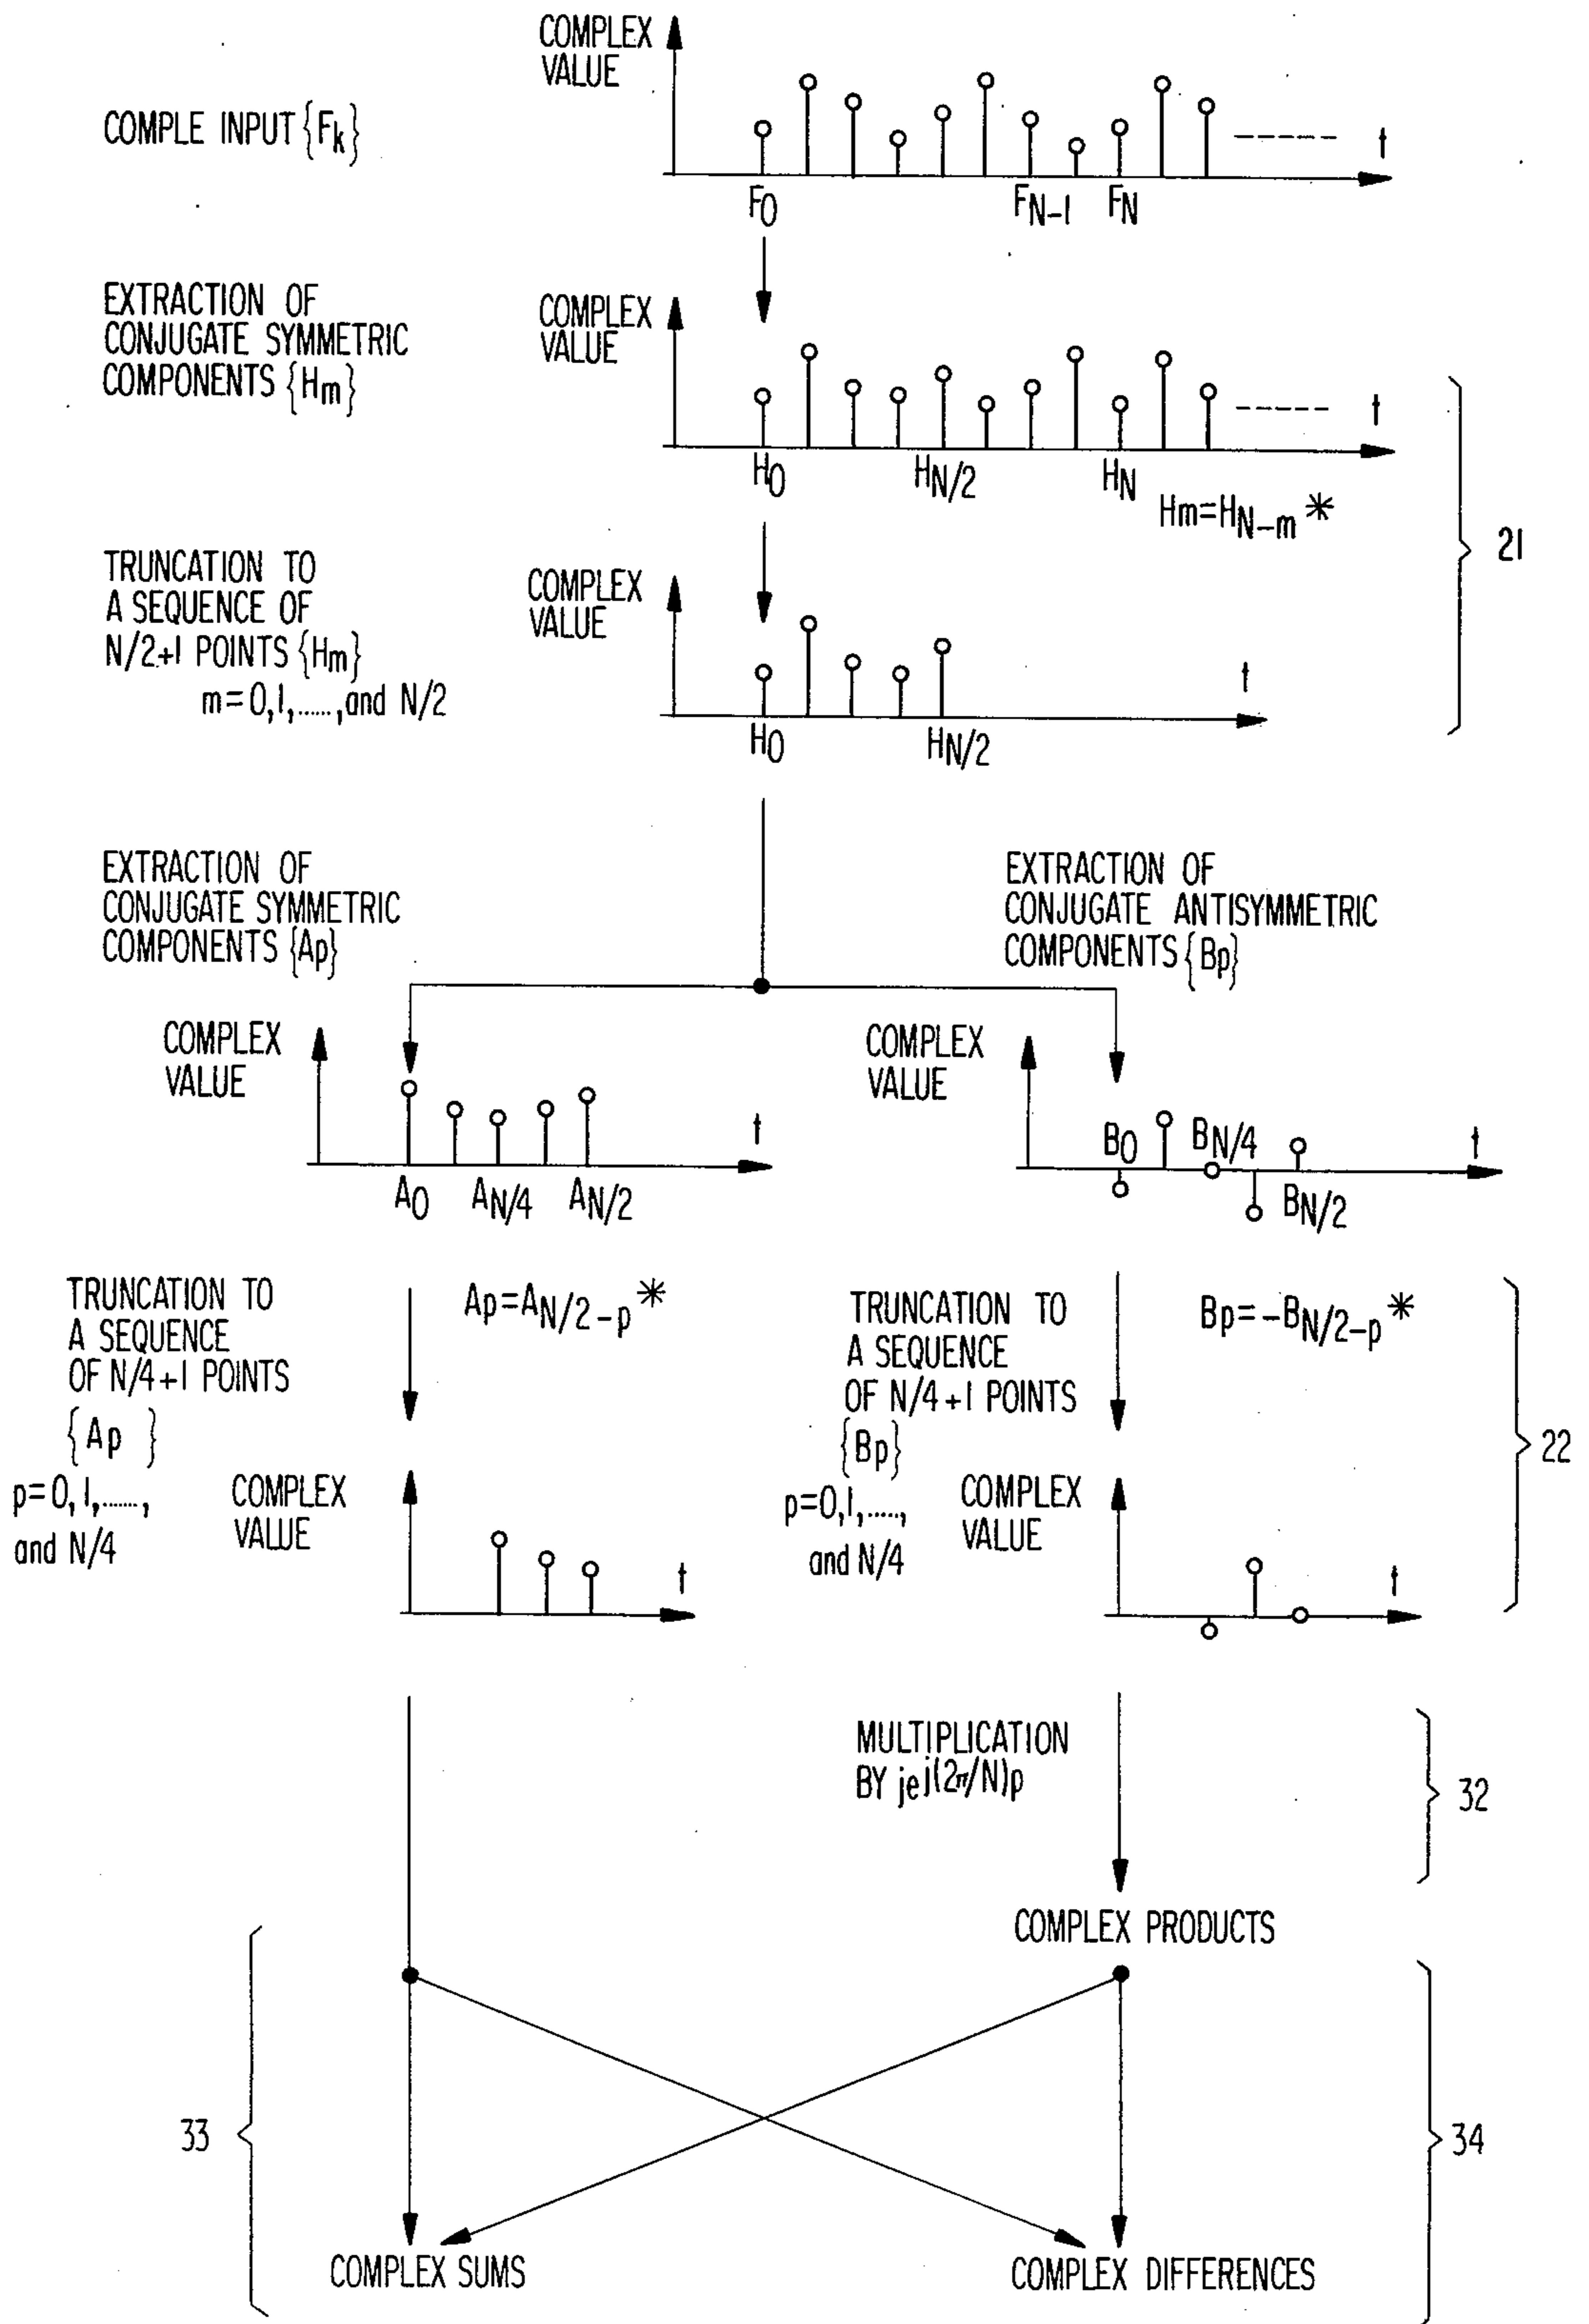 COMPLEX
VALUE
COMPLE INPUT {Fk}
t
F0
FN-1
FN
EXTRACTION OF
CONJUGATE SYMMETRIC
COMPONENTS {Hm}
COMPLEX
VALUE
t
H0
HN/2
HN
Hm=HN-m*
21
TRUNCATION TO
A SEQUENCE OF
N/2+1 POINTS {Hm}
m=0,1,......,and N/2
COMPLEX
VALUE
t
H0
HN/2
EXTRACTION OF
CONJUGATE SYMMETRIC
COMPONENTS {Ap}
EXTRACTION OF
CONJUGATE ANTISYMMETRIC
COMPONENTS {Bp}
COMPLEX
VALUE
t
A0
AN/4
AN/2
COMPLEX
VALUE
B0
BN/4
t
BN/2
TRUNCATION TO
A SEQUENCE
OF N/4+1 POINTS
{Ap }
p=0,1,......,
and N/4
Ap=AN/2-p*
COMPLEX
VALUE
t
TRUNCATION TO
A SEQUENCE
OF N/4+1 POINTS
{Bp}
p=0,1,.....,
and N/4
Bp=-BN/2-p*
COMPLEX
VALUE
t
22
MULTIPLICATION
BY jej(2π/N)p
32
COMPLEX PRODUCTS
33
34
COMPLEX SUMS
COMPLEX DIFFERENCES